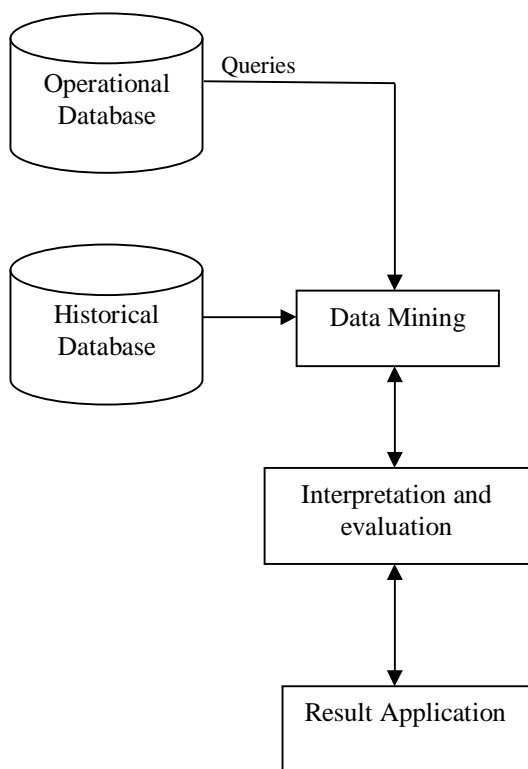 Operational
Database
Queries
Historical
Database
Data Mining
Interpretation and
evaluation
Result Application